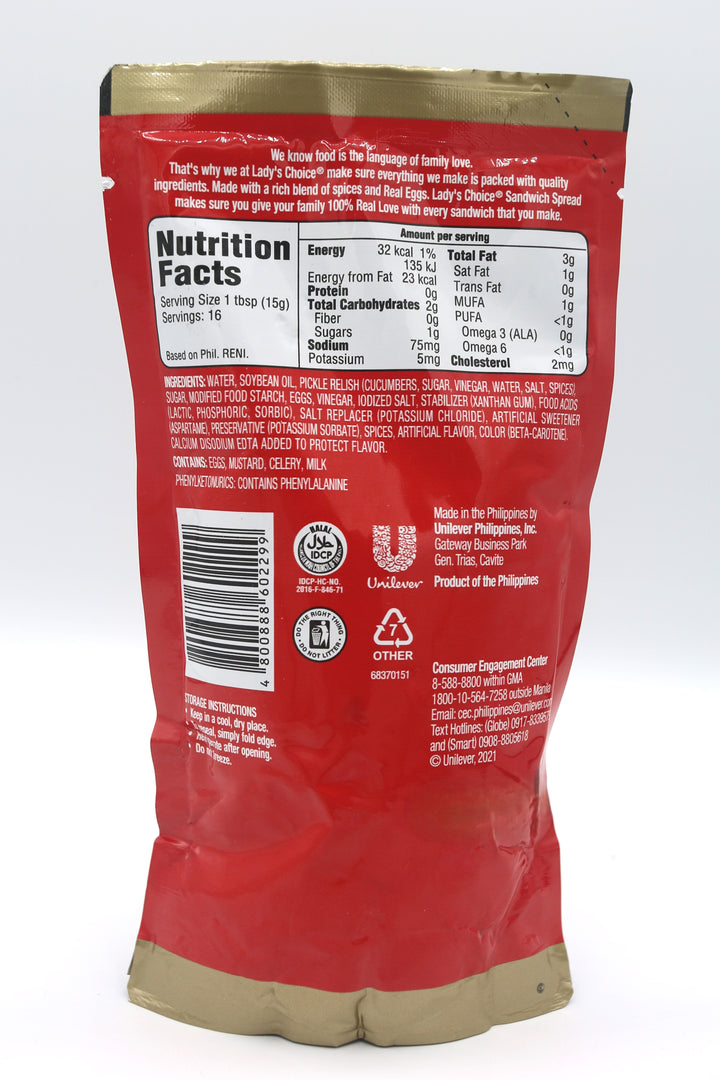 We know food is the language of family love.
That's why we at Lady's Choice® make sure everything we make is packed with quality
ingredients. Made with a rich blend of spices and Real Eggs. Lady's Choice® Sandwich Spread
makes sure you give your family 100% Real Love with every sandwich that you make.
Nutrition
Facts
Serving Size 1 tbsp (15g)
Servings: 16
Based on Phil. RENI.
Amount per serving
Energy 32 kcal 1%
135 kJ
Energy from Fat 23 kcal
Protein 0g
Total Carbohydrates 2g
Fiber 0g
Sugars 1g
Sodium 75mg
Potassium 5mg
Total Fat 3g
Sat Fat 1g
Trans Fat 0g
MUFA 1g
PUFA <1g
Omega 3 (ALA) 0g
Omega 6 <1g
Cholesterol 2mg
INGREDIENTS: WATER, SOYBEAN OIL, PICKLE RELISH (CUCUMBERS, SUGAR, VINEGAR, WATER, SALT, SPICES),
SUGAR, MODIFIED FOOD STARCH, EGGS, VINEGAR, IODIZED SALT, STABILIZER (XANTHAN GUM), FOOD ACIDS
(LACTIC, PHOSPHORIC, SORBIC), SALT REPLACER (POTASSIUM CHLORIDE), ARTIFICIAL SWEETENER
(ASPARTAME), PRESERVATIVE (POTASSIUM SORBATE), SPICES, ARTIFICIAL FLAVOR, COLOR (BETA-CAROTENE).
CALCIUM DISODIUM EDTA ADDED TO PROTECT FLAVOR.
CONTAINS: EGGS, MUSTARD, CELERY, MILK
PHENYLKETONURICS: CONTAINS PHENYLALANINE
4 800888 602299
HALAL
حلال
IDCP
IDCP-HC-NO.
2016-F-846-71
Unilever
DO THE RIGHT THING
• DO NOT LITTER •
7
OTHER
68370151
Made in the Philippines by
Unilever Philippines, Inc.
Gateway Business Park
Gen. Trias, Cavite
Product of the Philippines
Consumer Engagement Center
8-588-8800 within GMA
1800-10-564-7258 outside Manila
Email: cec.philippines@unilever.com
Text Hotlines: (Globe)
and (Smart) 0908-8805618
© Unilever, 2021
STORAGE INSTRUCTIONS
• Keep in a cool, dry place.
simply fold edge.
after opening.
• Do freeze.